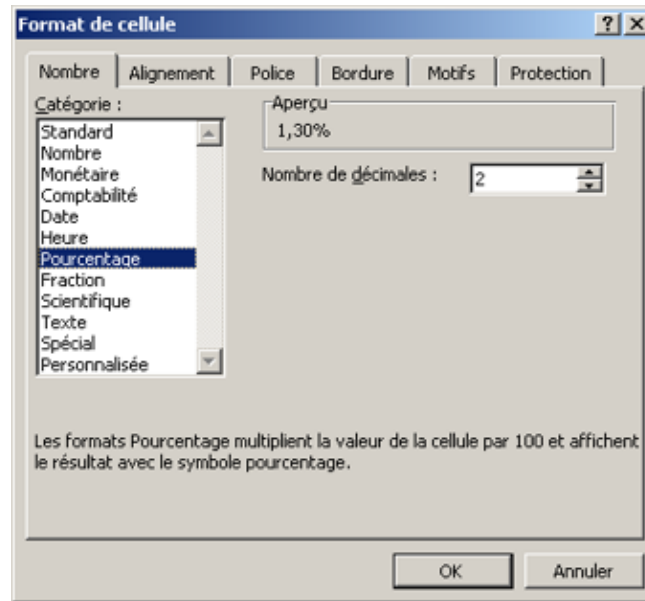 Format de cellule
Nombre Alignement Police Bordure Motifs Protection
Catégorie :
Standard
Nombre
Monétaire
Comptabilité
Date
Heure
Pourcentage
Fraction
Scientifique
Texte
Spécial
Personnalisée
Aperçu
1,30%
Nombre de décimales : 2
Les formats Pourcentage multiplient la valeur de la cellule par 100 et affichent
le résultat avec le symbole pourcentage.
OK Annuler